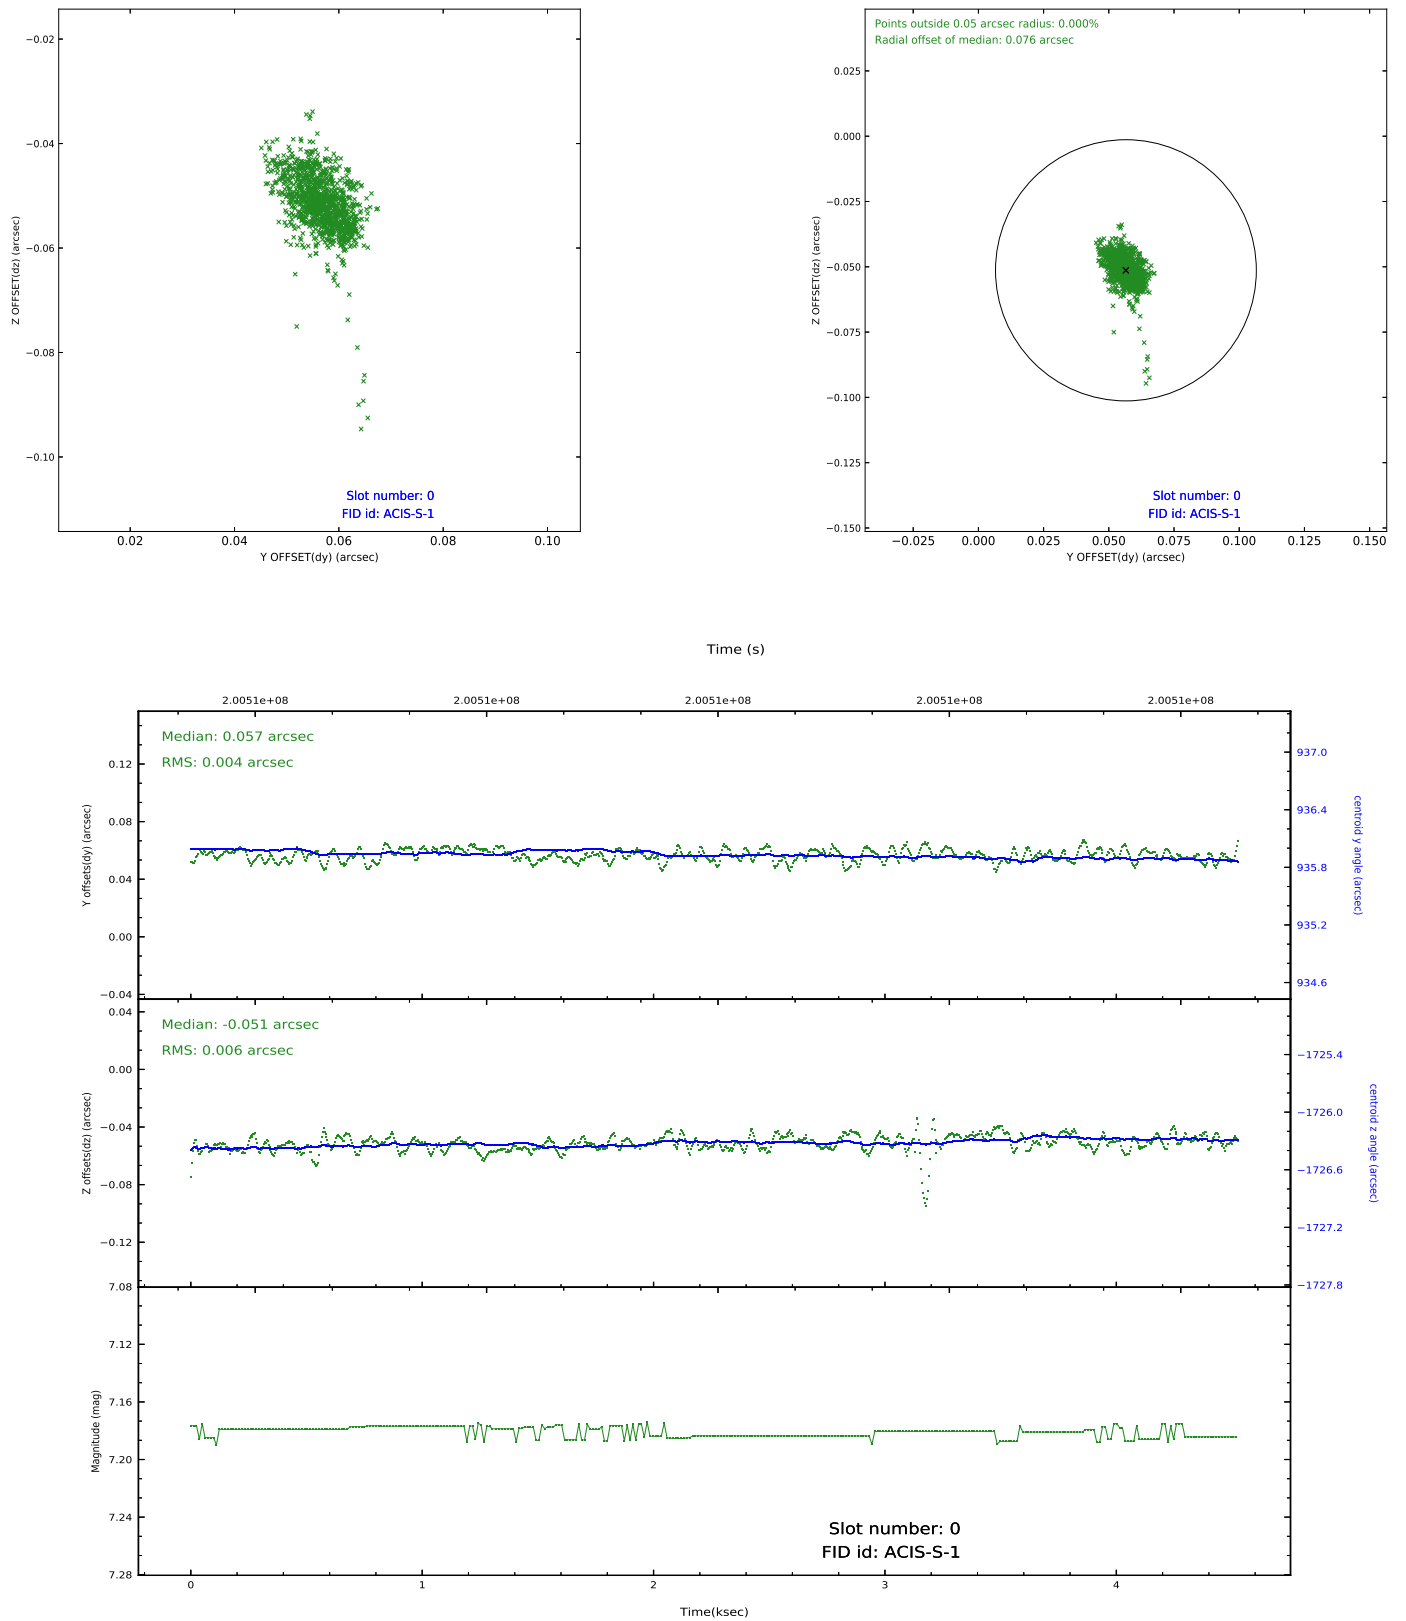 −0.02
−0.04
−0.06
−0.08
−0.10
Z OFFSET(dz) (arcsec)
Slot number: 0
FID id: ACIS-S-1
0.02 0.04 0.06 0.08 0.10
Y OFFSET(dy) (arcsec)
Points outside 0.05 arcsec radius: 0.000%
Radial offset of median: 0.076 arcsec
0.025
0.000
−0.025
−0.050
−0.075
−0.100
−0.125
−0.150
Z OFFSET(dz) (arcsec)
Slot number: 0
FID id: ACIS-S-1
−0.025 0.000 0.025 0.050 0.075 0.100 0.125 0.150
Y OFFSET(dy) (arcsec)
Time (s)
2.0051e+08 2.0051e+08 2.0051e+08 2.0051e+08 2.0051e+08
Median: 0.057 arcsec
RMS: 0.004 arcsec
0.12
0.08
0.04
0.00
−0.04
Y offsets(dy) (arcsec)
937.0
936.4
935.8
935.2
934.6
centroid y angle (arcsec)
Median: -0.051 arcsec
RMS: 0.006 arcsec
0.04
0.00
−0.04
−0.08
−0.12
Z offsets(dz) (arcsec)
−1725.4
−1726.0
−1726.6
−1727.2
−1727.8
centroid z angle (arcsec)
7.08
7.12
7.16
7.20
7.24
7.28
Magnitude (mag)
Slot number: 0
FID id: ACIS-S-1
0 1 2 3 4
Time(ksec)